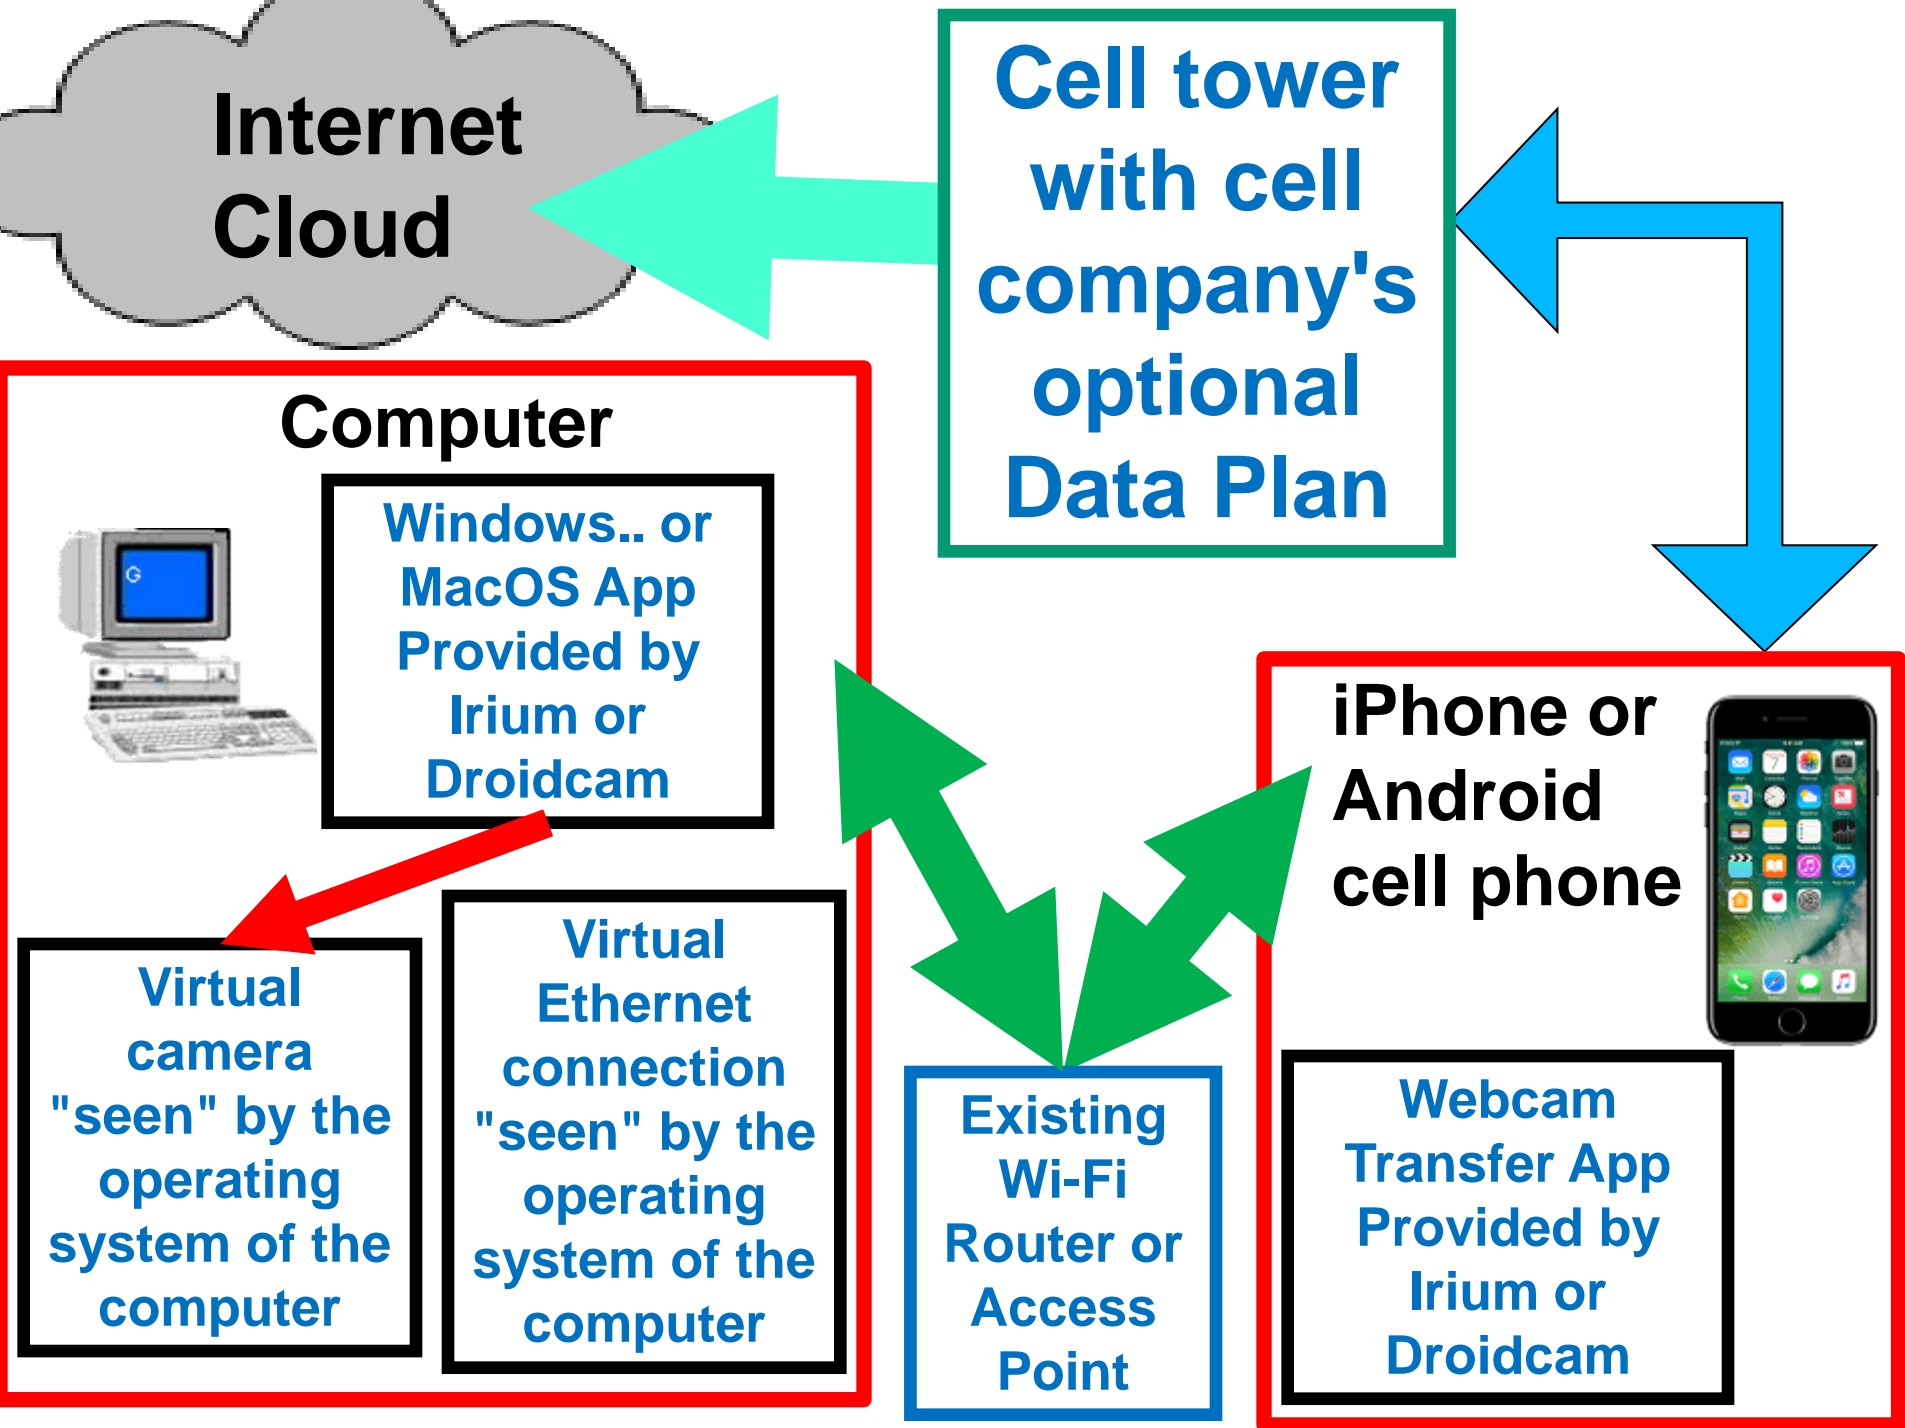 Internet
Cloud
Cell tower
with cell
company's
optional
Data Plan
Computer
G
Windows.. or
MacOS App
Provided by
Irium or
Droidcam
Virtual
camera
"seen" by the
operating
system of the
computer
Virtual
Ethernet
connection
"seen" by the
operating
system of the
computer
Existing
Wi-Fi
Router or
Access
Point
iPhone or
Android
cell phone
7
Webcam
Transfer App
Provided by
Irium or
Droidcam